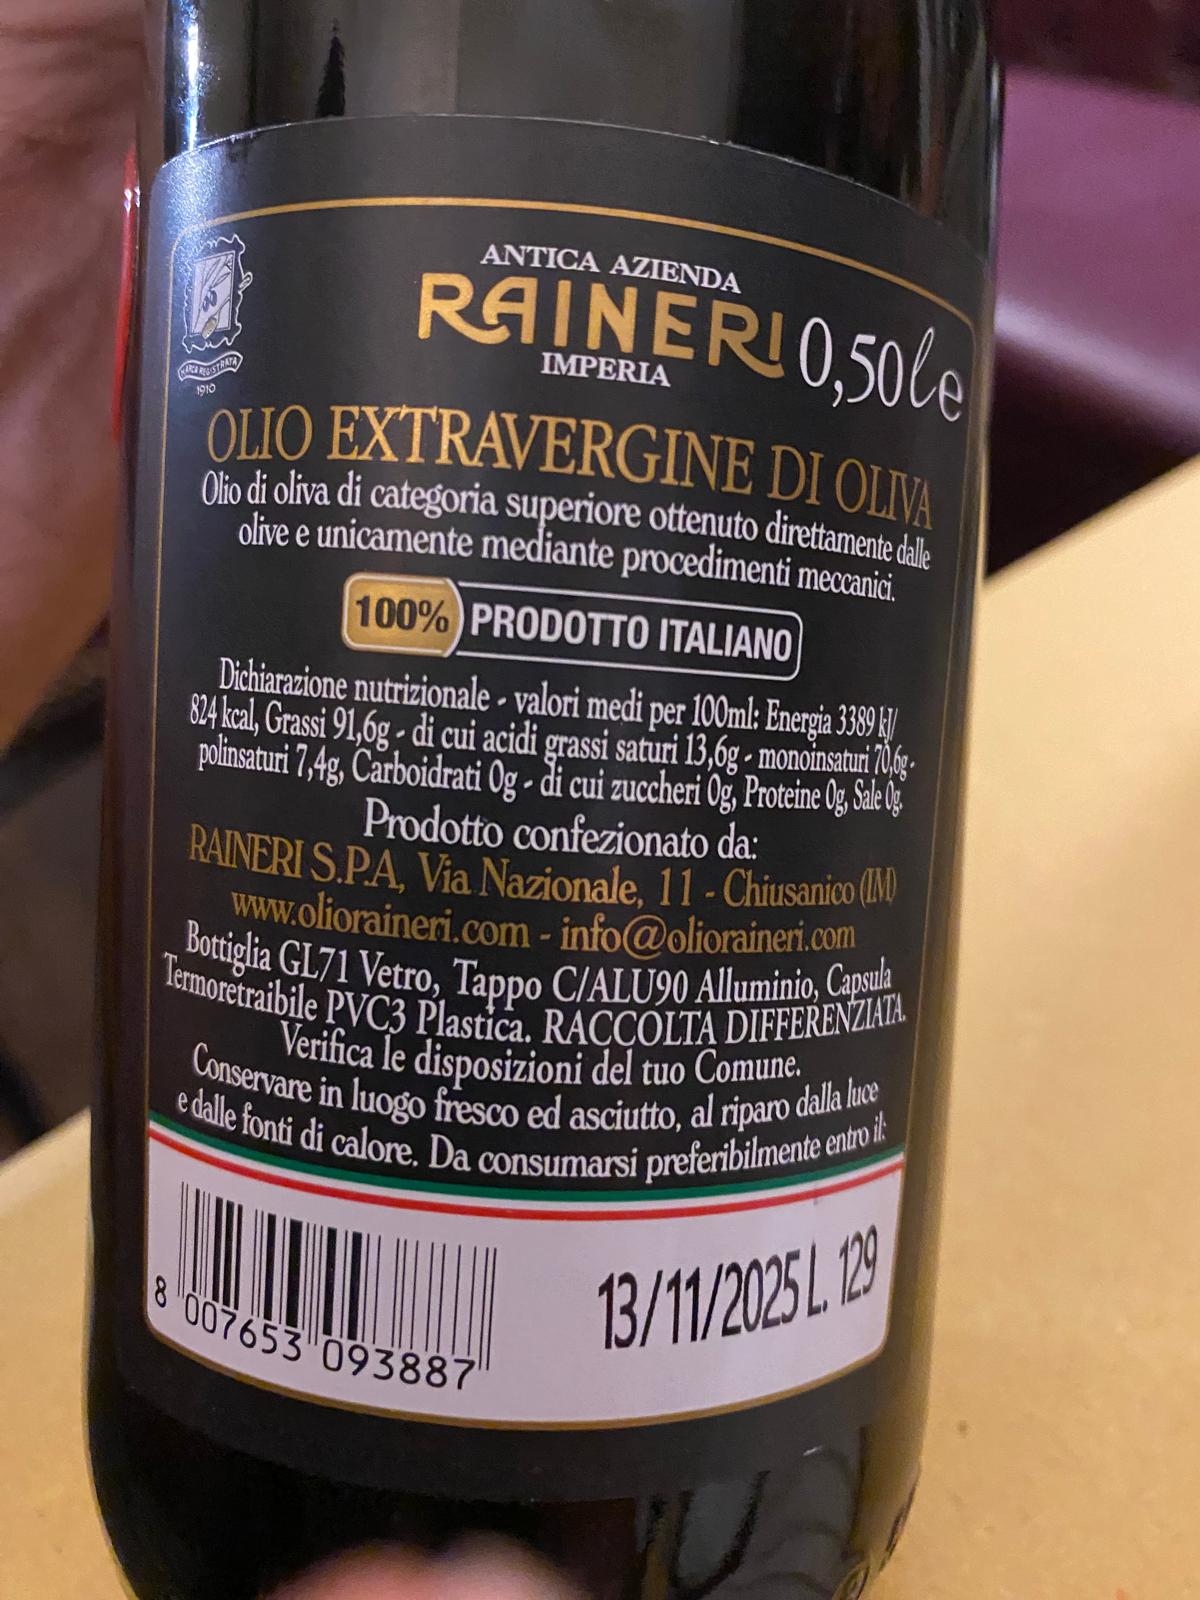 ANTICA AZIENDA
RAINERI
IMPERIA
0,50 l e
MARCA REGISTRATA
1910
OLIO EXTRAVERGINE DI OLIVA
Olio di oliva di categoria superiore ottenuto direttamente dalle
olive e unicamente mediante procedimenti meccanici.
100% PRODOTTO ITALIANO
Dichiarazione nutrizionale - valori medi per 100ml: Energia 3389 kJ/
824 kcal, Grassi 91,6g - di cui acidi grassi saturi 13,6g - monoinsaturi 70,6g -
polinsaturi 7,4g, Carboidrati 0g - di cui zuccheri 0g, Proteine 0g, Sale 0g.
Prodotto confezionato da:
RAINERI S.P.A, Via Nazionale, 11 - Chiusanico (IM)
www.olioraineri.com - info@olioraineri.com
Bottiglia GL71 Vetro, Tappo C/ALU90 Alluminio, Capsula
Termoretraibile PVC3 Plastica. RACCOLTA DIFFERENZIATA.
Verifica le disposizioni del tuo Comune.
Conservare in luogo fresco ed asciutto, al riparo dalla luce
e dalle fonti di calore. Da consumarsi preferibilmente entro il:
13/11/2025 L. 129
8 007653 093887